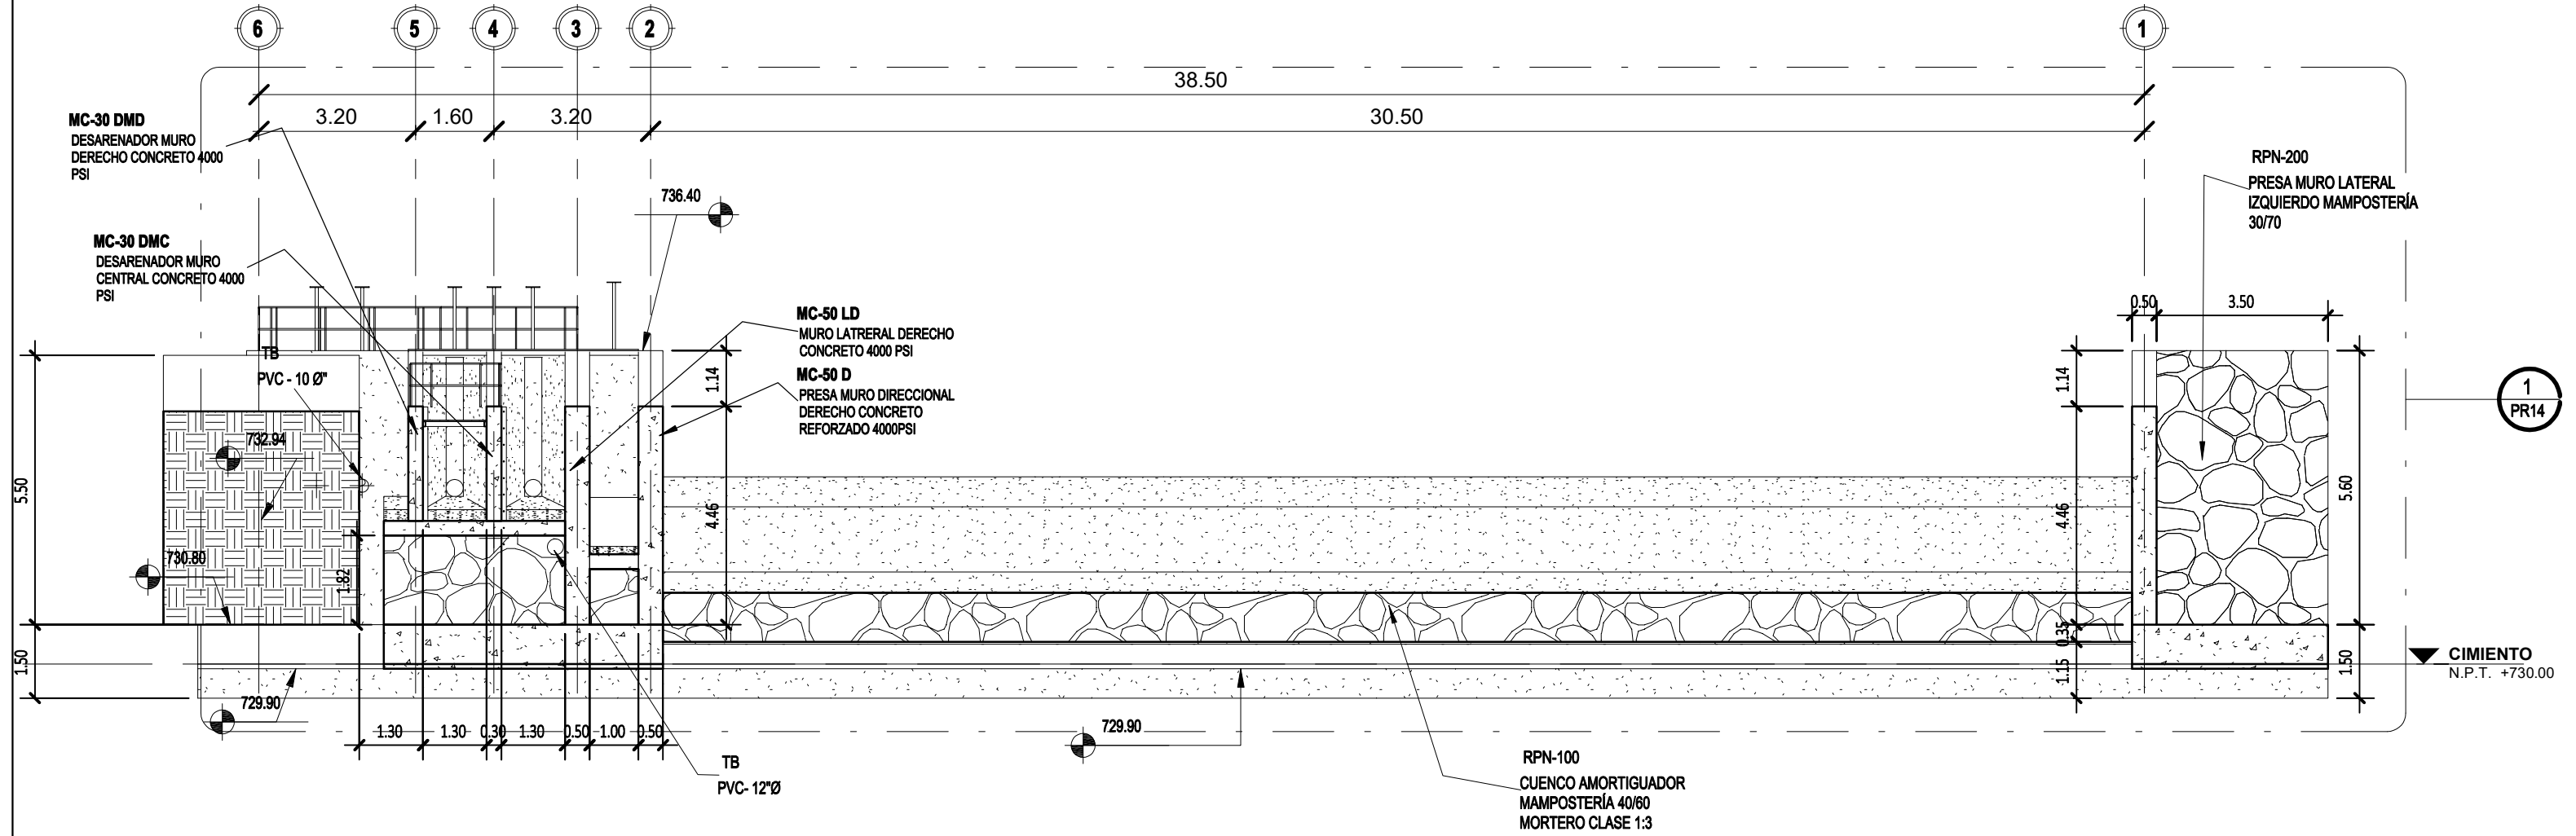 6
5
4
3
2
1
38.50
3.20
1.60
3.20
30.50
MC-30 DMD
DESARENADOR MURO
DERECHO CONCRETO 4000
PSI
MC-30 DMC
DESARENADOR MURO
CENTRAL CONCRETO 4000
PSI
736.40
RPN-200
PRESA MURO LATERAL
IZQUIERDO MAMPOSTERÍA
30/70
MC-50 LD
MURO LATRERAL DERECHO
CONCRETO 4000 PSI
MC-50 D
PRESA MURO DIRECCIONAL
DERECHO CONCRETO
REFORZADO 4000PSI
TB
PVC - 10 Ø"
0.50
3.50
1.14
4.46
1.14
4.46
0.35
1.15
5.60
1.50
1
PR14
732.94
730.80
5.50
1.50
1.82
CIMIENTO
N.P.T. +730.00
729.90
1.30
1.30
0.30
1.30
0.50
1.00
0.50
729.90
TB
PVC- 12"Ø
RPN-100
CUENCO AMORTIGUADOR
MAMPOSTERÍA 40/60
MORTERO CLASE 1:3